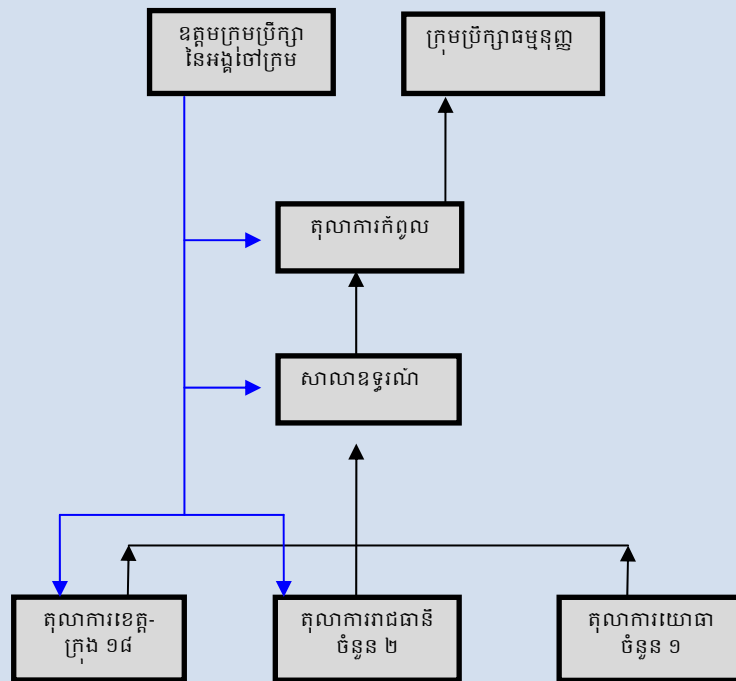 ឧត្តមក្រមប្រឹក្សា
នៃអង្គចៅក្រម
ក្រុមប្រឹក្សាធម្មនុញ្ញ
តុលាការកំពូល
សាលាឧទ្ធរណ៍
តុលាការខេត្ត-
ក្រុង ១៨
តុលាការរាជធានី
ចំនួន ២
តុលាការយោធា
ចំនួន ១